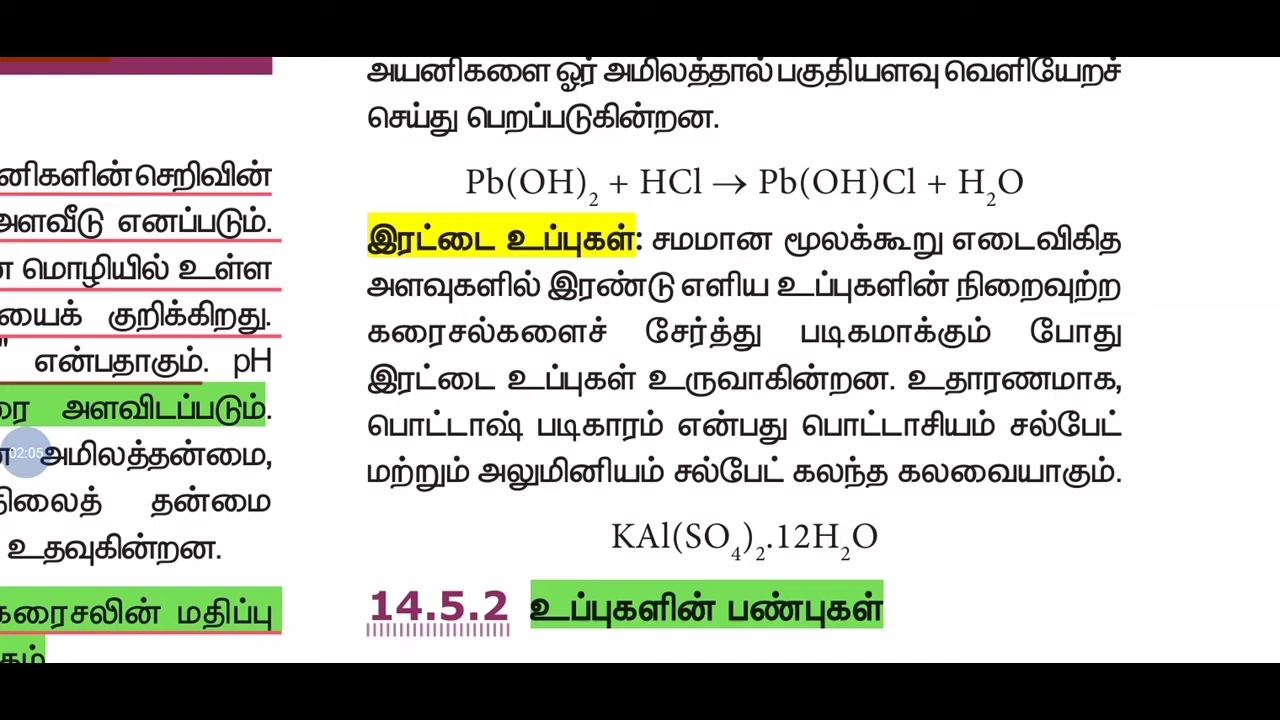 னிகளின் செறிவின்
அளவீடு எனப்படும்.
மொழியில் உள்ள
யைக் குறிக்கிறது.
என்பதாகும். pH
ரை அளவிடப்படும்.
02:05
அமிலத்தன்மை,
நிலைத் தன்மை
உதவுகின்றன.
கரைசலின் மதிப்பு
அயனிகளை ஓர் அமிலத்தால் பகுதியளவு வெளியேறச்
செய்து பெறப்படுகின்றன.
Pb(OH)₂ + HCl → Pb(OH)Cl + H₂O
இரட்டை உப்புகள்: சமமான மூலக்கூறு எடைவிகித
அளவுகளில் இரண்டு எளிய உப்புகளின் நிறைவுற்ற
கரைசல்களைச் சேர்த்து படிகமாக்கும் போது
இரட்டை உப்புகள் உருவாகின்றன. உதாரணமாக,
பொட்டாஷ் படிகாரம் என்பது பொட்டாசியம் சல்பேட்
மற்றும் அலுமினியம் சல்பேட் கலந்த கலவையாகும்.
KAl(SO₄)₂.12H₂O
14.5.2 உப்புகளின் பண்புகள்